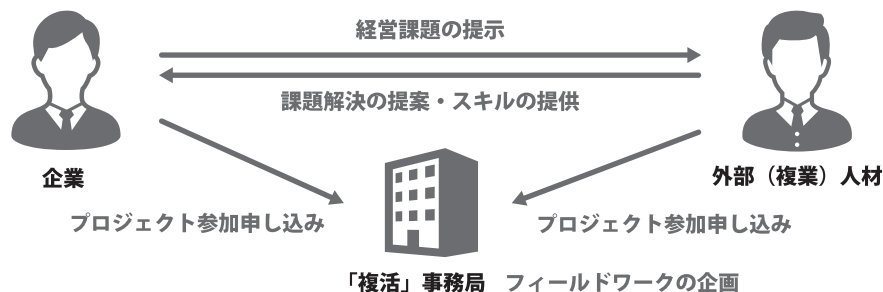 経営課題の提示
課題解決の提案・スキルの提供
企業
外部（複業）人材
プロジェクト参加申し込み
プロジェクト参加申し込み
「複活」事務局　フィールドワークの企画